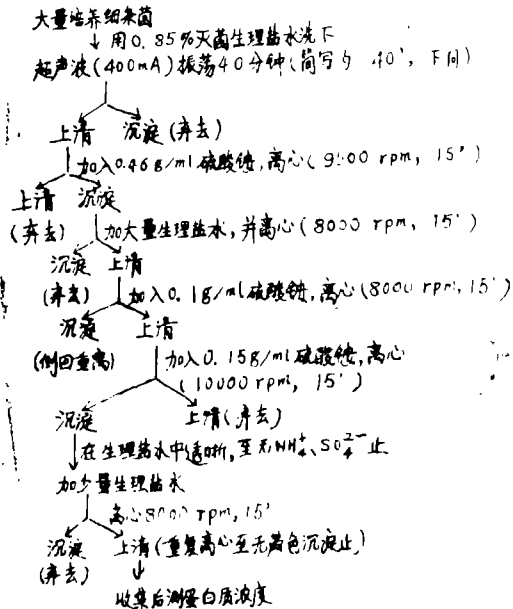 大量培养细条菌
用0.85%灭菌生理盐水洗下
超声波(400mA)振荡40分钟(简写为 40', 下同)
上清 沉淀(弃去)
加入0.46g/ml硫酸铵,离心(9500 rpm, 15')
上清 沉淀
(弃去) 加大量生理盐水,并离心(8000 rpm, 15')
沉淀 上清
(弃去) 加入0.1g/ml硫酸铵,离心(8000 rpm, 15')
沉淀 上清
(倒回重离) 加入0.15g/ml硫酸铵,离心
(10000 rpm, 15')
沉淀 上清(弃去)
在生理盐水中透析,至无NH₄⁺、SO₄²⁻止
加少量生理盐水
离心8000 rpm, 15'
沉淀 上清(重复离心至无黄色沉淀止)
(弃去)
收集后测蛋白质浓度